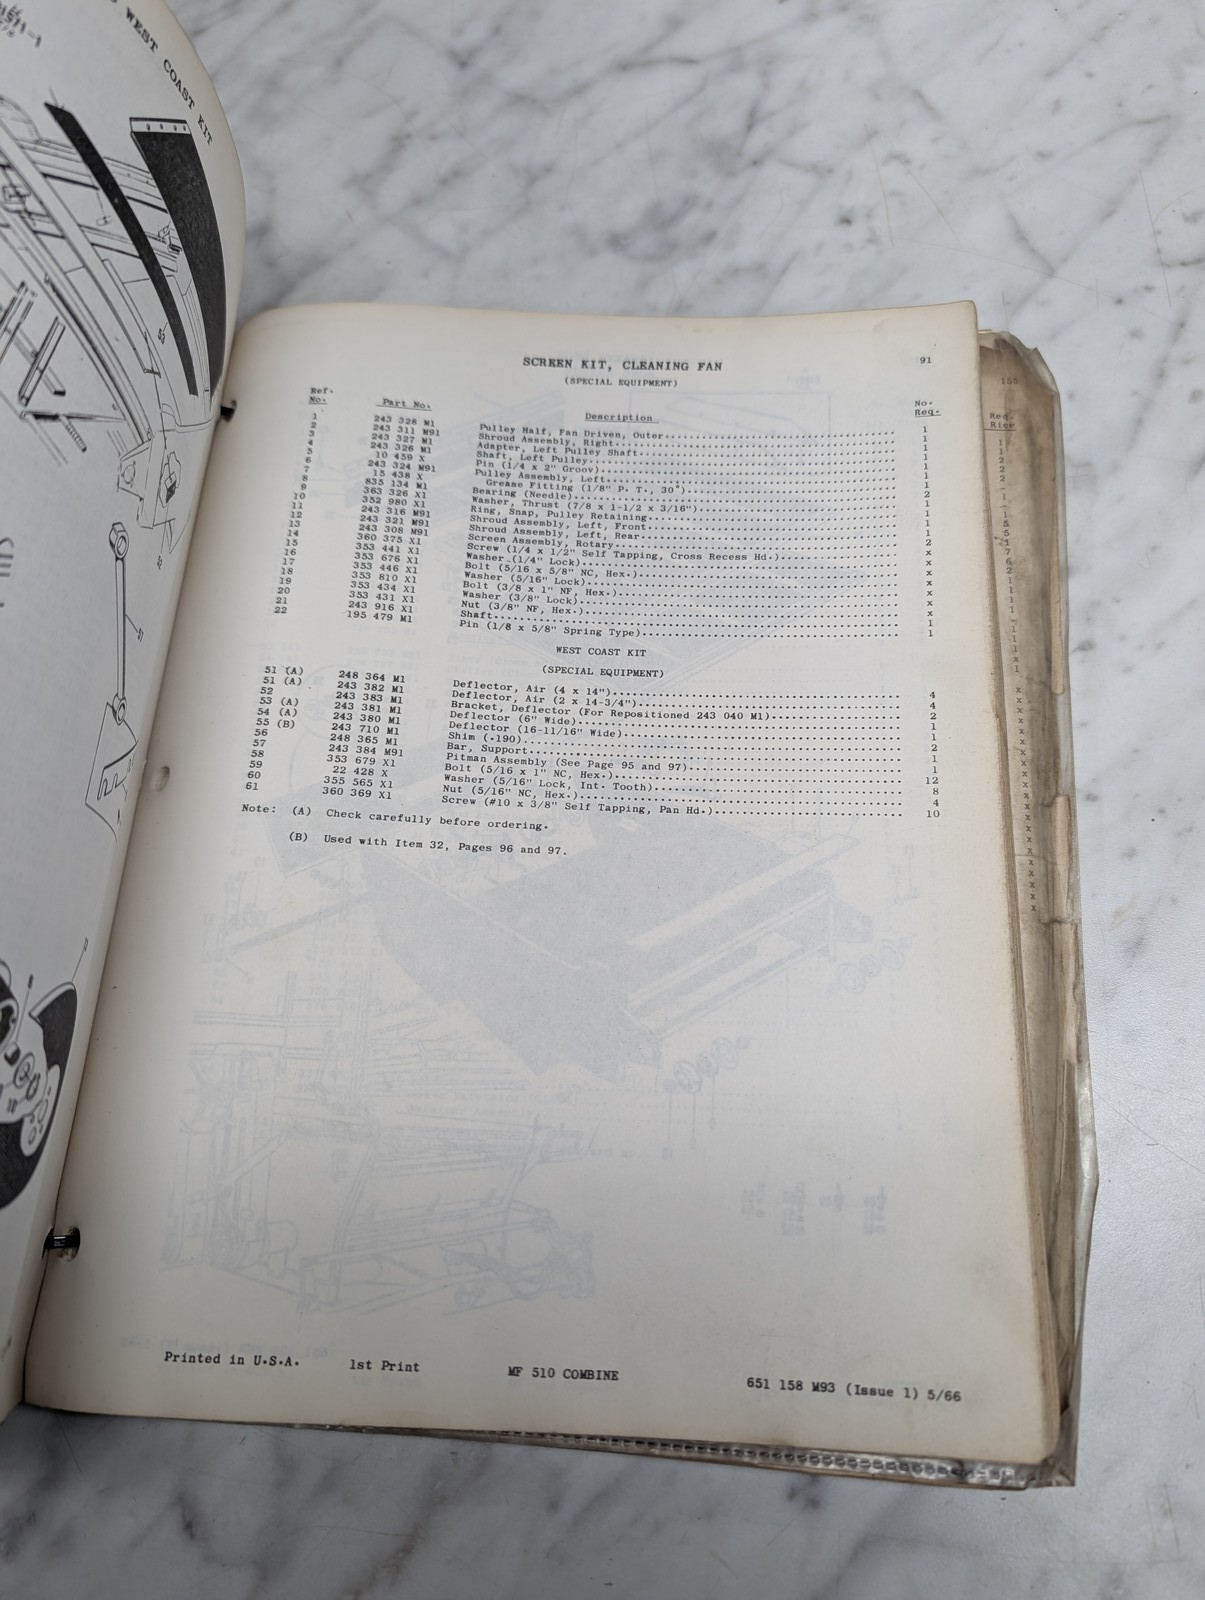 WEST COAST KIT
53
51
SCREEN KIT, CLEANING FAN
91
(SPECIAL EQUIPMENT)
Ref. No. Part No. Description No. Req.
1 243 328 M1 Pulley Half, Fan Driven, Outer 1
2 243 311 M91 Shroud Assembly, Right 1
3 243 327 M1 Adapter, Left Pulley Shaft 1
4 243 326 M1 Shaft, Left Pulley 1
5 10 459 X Pin (1/4 x 2" Groov) 1
6 243 324 M91 Pulley Assembly, Left 1
7 15 438 X Grease Fitting (1/8" P. T., 30°) 1
8 835 134 M1 Bearing (Needle) 2
9 363 326 X1 Washer, Thrust (7/8 x 1-1/2 x 3/16") 1
10 352 980 X1 Ring, Snap, Pulley Retaining 1
11 243 316 M91 Shroud Assembly, Left, Front 1
12 243 321 M91 Shroud Assembly, Left, Rear 1
13 243 308 M91 Screen Assembly, Rotary 2
14 360 375 X1 Screw (1/4 x 1/2" Self Tapping, Cross Recess Hd.) x
15 353 441 X1 Washer (1/4" Lock) x
16 353 676 X1 Bolt (5/16 x 5/8" NC, Hex.) x
17 353 446 X1 Washer (5/16" Lock) x
18 353 810 X1 Bolt (3/8 x 1" NF, Hex.) x
19 353 434 X1 Washer (3/8" Lock) x
20 353 431 X1 Nut (3/8" NF, Hex.) x
21 243 916 X1 Shaft 1
22 195 479 M1 Pin (1/8 x 5/8" Spring Type) 1
WEST COAST KIT
(SPECIAL EQUIPMENT)
51 (A) 248 364 M1 Deflector, Air (4 x 14") 4
51 (A) 243 382 M1 Deflector, Air (2 x 14-3/4") 4
52 243 383 M1 Bracket, Deflector (For Repositioned 243 040 M1) 2
53 (A) 243 381 M1 Deflector (6" Wide) 1
54 (A) 243 380 M1 Deflector (16-11/16" Wide) 1
55 (B) 243 710 M1 Shim (.190) 2
56 248 365 M1 Bar, Support 1
57 243 384 M91 Pitman Assembly (See Page 95 and 97) 1
58 353 679 X1 Bolt (5/16 x 1" NC, Hex.) 12
59 22 428 X Washer (5/16" Lock, Int. Tooth) 8
60 355 565 X1 Nut (5/16" NC, Hex.) 4
61 360 369 X1 Screw (#10 x 3/8" Self Tapping, Pan Hd.) 10
Note: (A) Check carefully before ordering.
(B) Used with Item 32, Pages 96 and 97.
Printed in U.S.A. 1st Print MF 510 COMBINE 651 158 M93 (Issue 1) 5/66
Req.
Rice